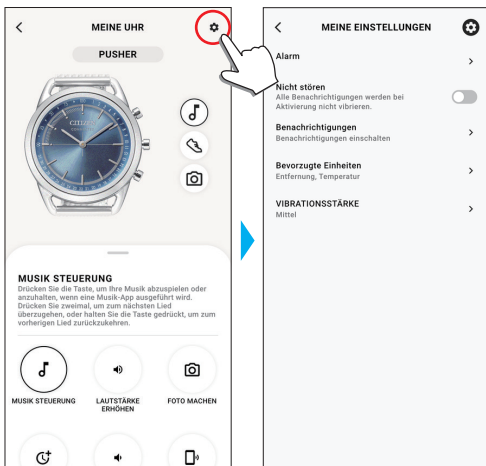 MEINE UHR
PUSHER
CITIZEN
MUSIK STEUERUNG
Drücken Sie die Taste, um Ihre Musik abzuspielen oder
anzuhalten, wenn eine Musik-App ausgeführt wird.
Drücken Sie zweimal, um zum nächsten Lied
überzugehen, oder halten Sie die Taste gedrückt, um zum
vorherigen Lied zurückzukehren.
MUSIK STEUERUNG
LAUTSTÄRKE
ERHÖHEN
FOTO MACHEN
MEINE EINSTELLUNGEN
Alarm
Nicht stören
Alle Benachrichtigungen werden bei
Aktivierung nicht vibrieren.
Benachrichtigungen
Benachrichtigungen einschalten
Bevorzugte Einheiten
Entfernung, Temperatur
VIBRATIONSSTÄRKE
Mittel